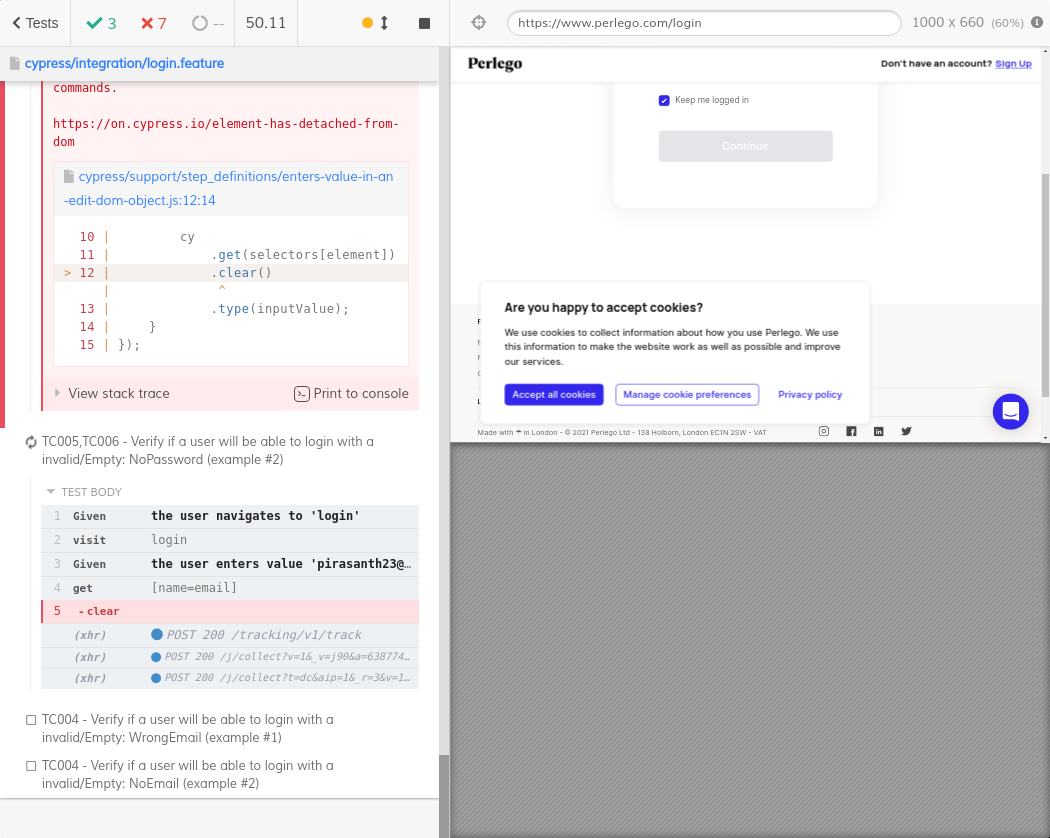 Tests 3 7 -- 50.11
https://www.perlego.com/login 1000 x 660 (60%)
cypress/integration/login.feature
commands.
https://on.cypress.io/element-has-detached-from-
dom
cypress/support/step_definitions/enters-value-in-an
-edit-dom-object.js:12:14
10 | cy
11 | .get(selectors[element])
> 12 | .clear()
| ^
13 | .type(inputValue);
14 | }
15 | });
View stack trace Print to console
TC005,TC006 - Verify if a user will be able to login with a
invalid/Empty: NoPassword (example #2)
TEST BODY
1 Given the user navigates to 'login'
2 visit login
3 Given the user enters value 'pirasanth23@…
4 get [name=email]
5 - clear
(xhr) POST 200 /tracking/v1/track
(xhr) POST 200 /j/collect?v=1&_v=j90&a=638774…
(xhr) POST 200 /j/collect?t=dc&aip=1&_r=3&v=1…
TC004 - Verify if a user will be able to login with a
invalid/Empty: WrongEmail (example #1)
TC004 - Verify if a user will be able to login with a
invalid/Empty: NoEmail (example #2)
Perlego Don't have an account? Sign Up
Keep me logged in
Continue
Are you happy to accept cookies?
We use cookies to collect information about how you use Perlego. We use
this information to make the website work as well as possible and improve
our services.
Accept all cookies Manage cookie preferences Privacy policy
Made with in London - © 2021 Perlego Ltd - 138 Holborn, London EC1N 2SW - VAT